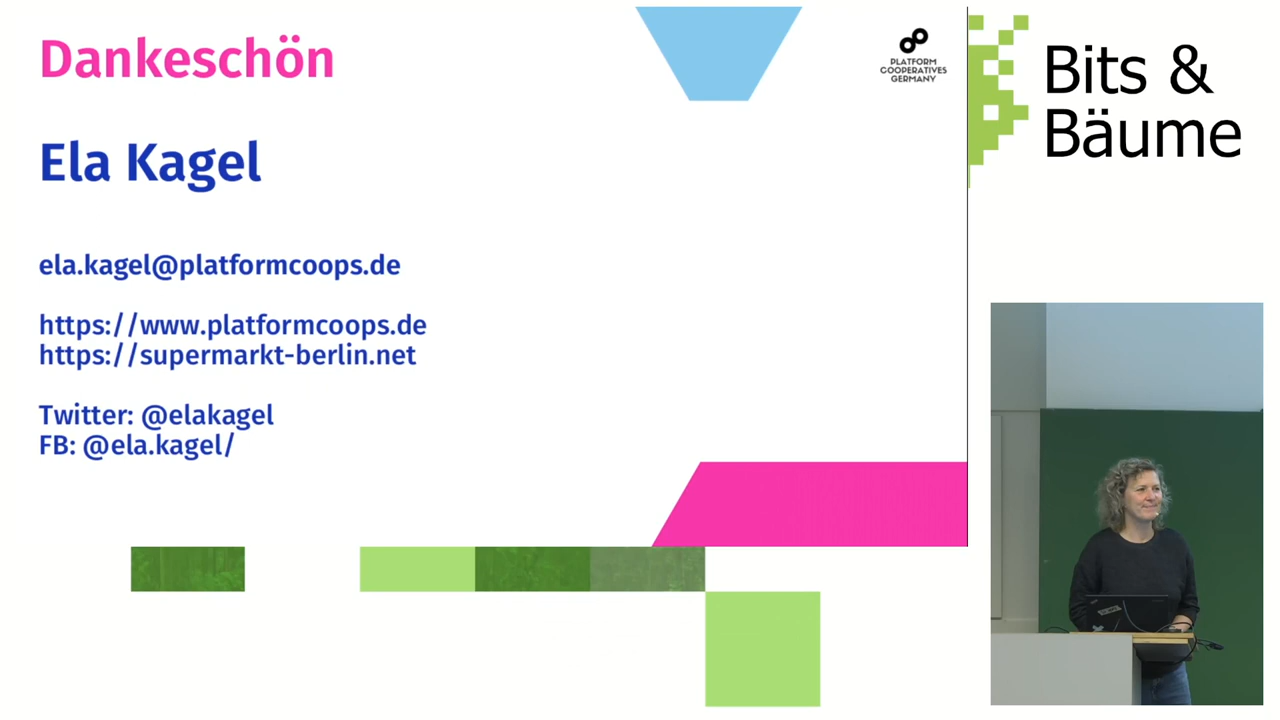 Dankeschön
Ela Kagel
ela.kagel@platformcoops.de
https://www.platformcoops.de
https://supermarkt-berlin.net
Twitter: @elakagel
FB: @ela.kagel/
PLATFORM
COOPERATIVES
GERMANY
Bits &
Bäume